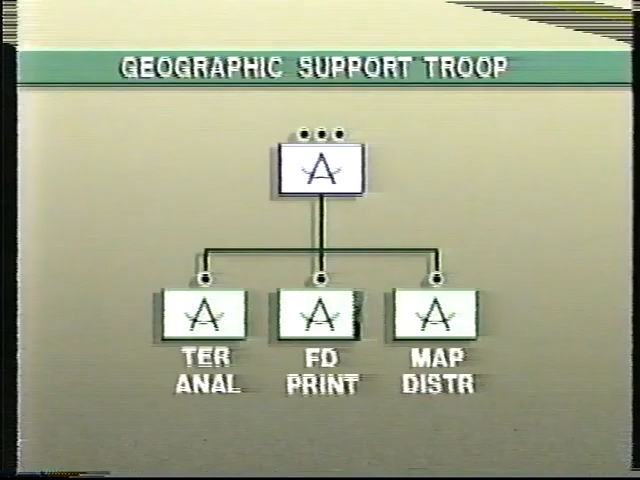 GEOGRAPHIC SUPPORT TROOP
TER ANAL
FD PRINT
MAP DISTR